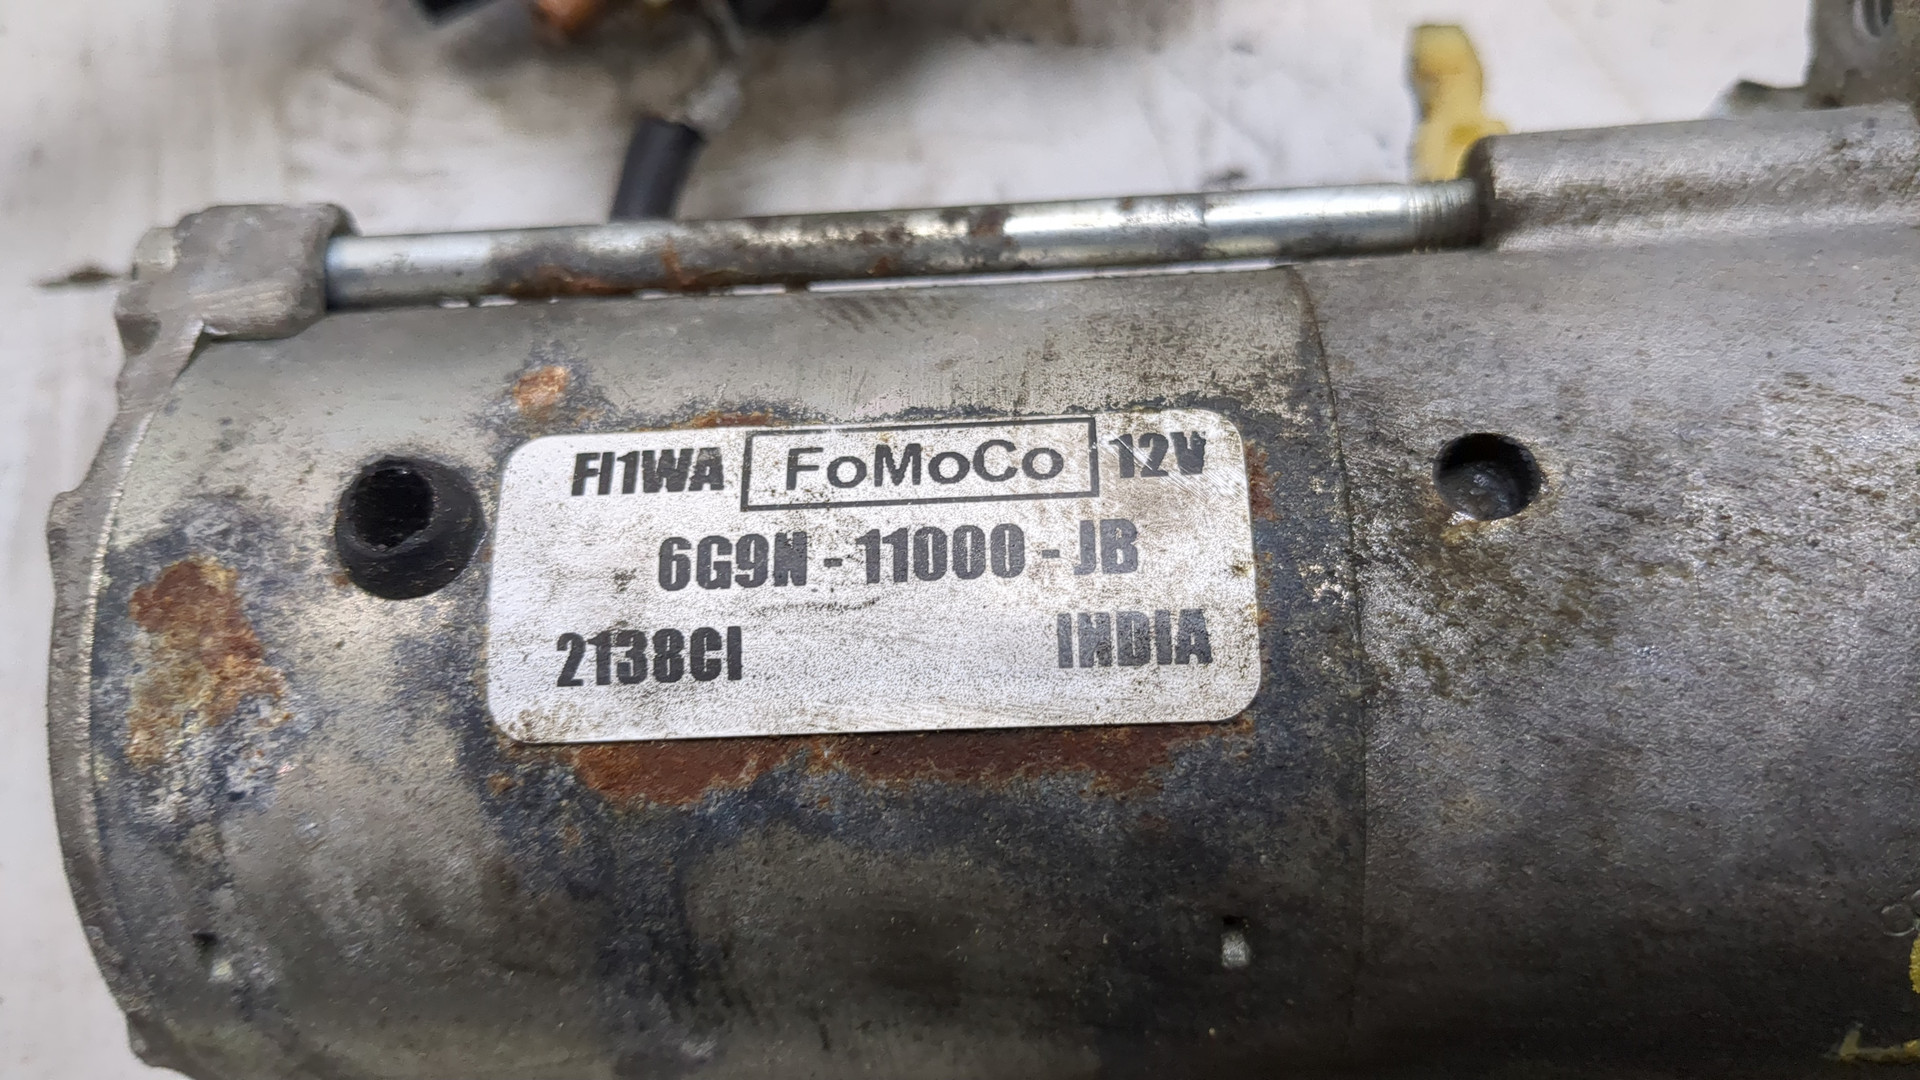 FI1WA FoMoCo 12V
6G9N - 11000 - JB
2138CI INDIA